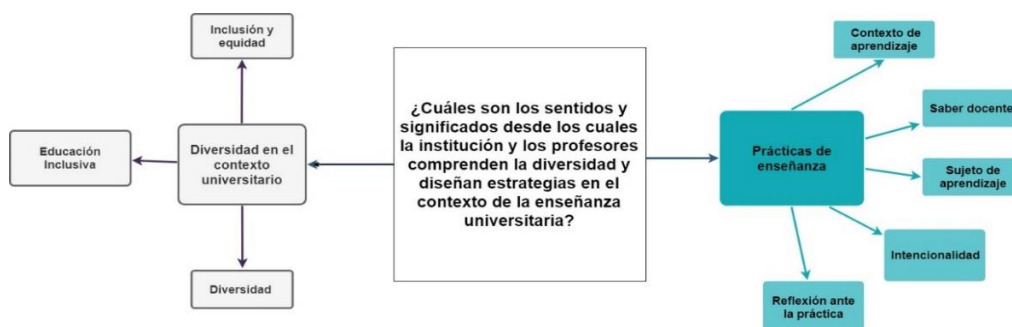 Inclusión y
equidad
Educación
Inclusiva
Diversidad en el
contexto
universitario
Diversidad
¿Cuáles son los sentidos y
significados desde los cuales
la institución y los profesores
comprenden la diversidad y
diseñan estrategias en el
contexto de la enseñanza
universitaria?
Prácticas de
enseñanza
Contexto de
aprendizaje
Saber docente
Sujeto de
aprendizaje
Intencionalidad
Reflexión ante
la práctica